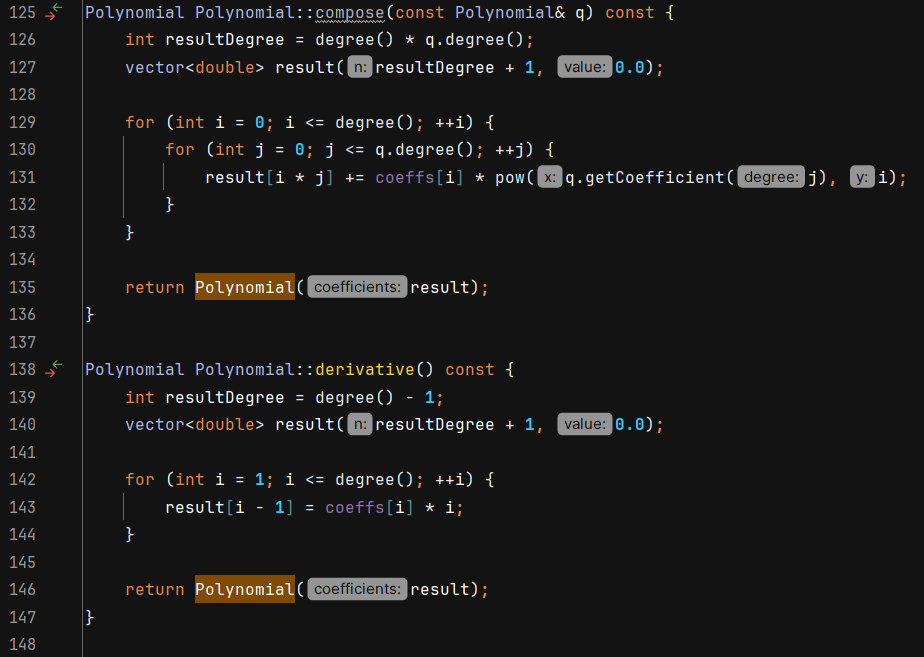 125 Polynomial Polynomial::compose(const Polynomial& q) const {
126     int resultDegree = degree() * q.degree();
127     vector<double> result( n: resultDegree + 1, value: 0.0);
128
129     for (int i = 0; i <= degree(); ++i) {
130         for (int j = 0; j <= q.degree(); ++j) {
131             result[i * j] += coeffs[i] * pow( x: q.getCoefficient( degree: j), y: i);
132         }
133     }
134
135     return Polynomial( coefficients: result);
136 }
137
138 Polynomial Polynomial::derivative() const {
139     int resultDegree = degree() - 1;
140     vector<double> result( n: resultDegree + 1, value: 0.0);
141
142     for (int i = 1; i <= degree(); ++i) {
143         result[i - 1] = coeffs[i] * i;
144     }
145
146     return Polynomial( coefficients: result);
147 }
148